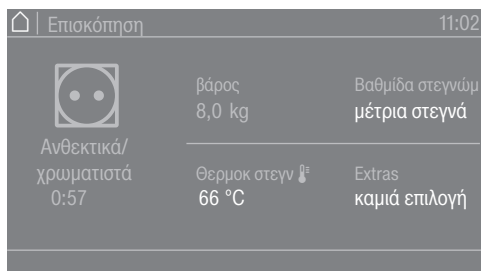 Επισκόπηση 11:02
βάρος
8,0 kg
Βαθμίδα στεγνώμ
μέτρια στεγνά
Ανθεκτικά/
χρωματιστά
0:57
Θερμοκ στεγν
66 °C
Extras
καμιά επιλογή